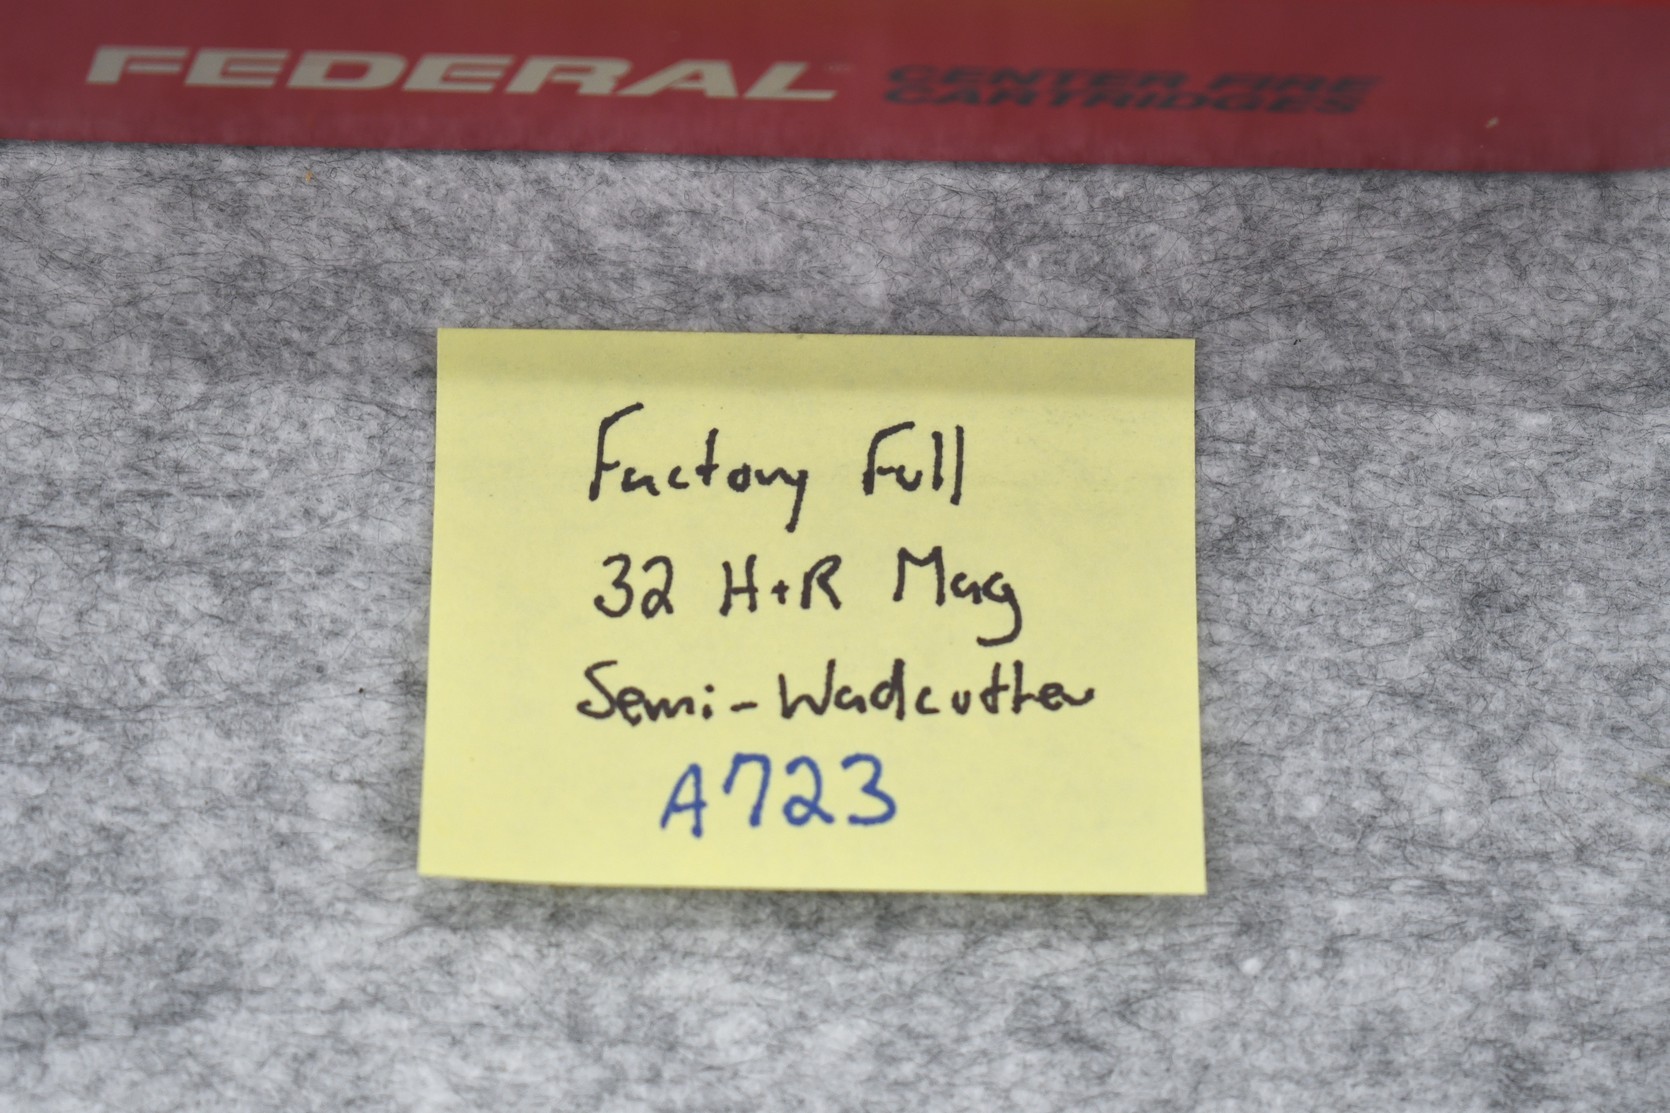 FEDERAL CENTER FIRE
CARTRIDGES
Factory Full
32 H+R Mag
Semi-Wadcutter
A723